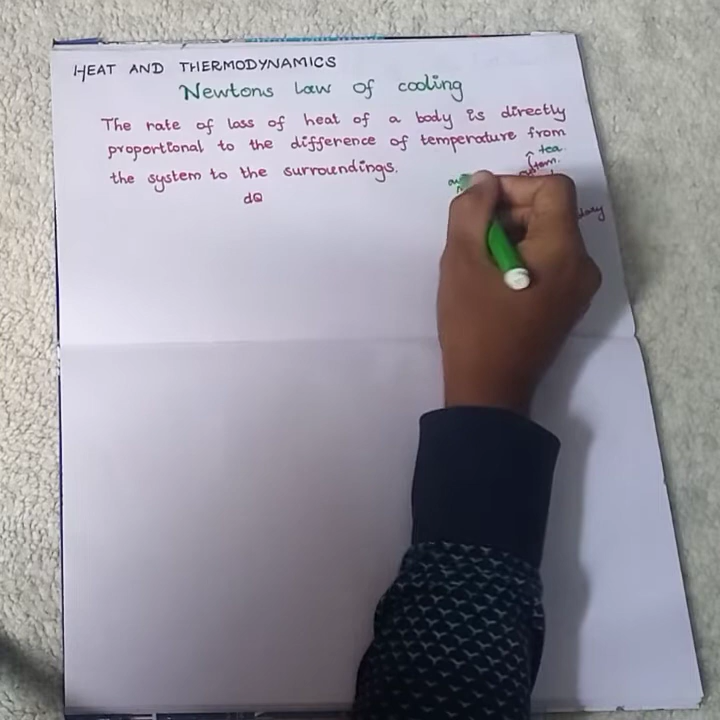 HEAT AND THERMODYNAMICS
Newtons law of cooling
The rate of loss of heat of a body is directly
proportional to the difference of temperature from
the system to the surroundings.
tea.
system.
dQ